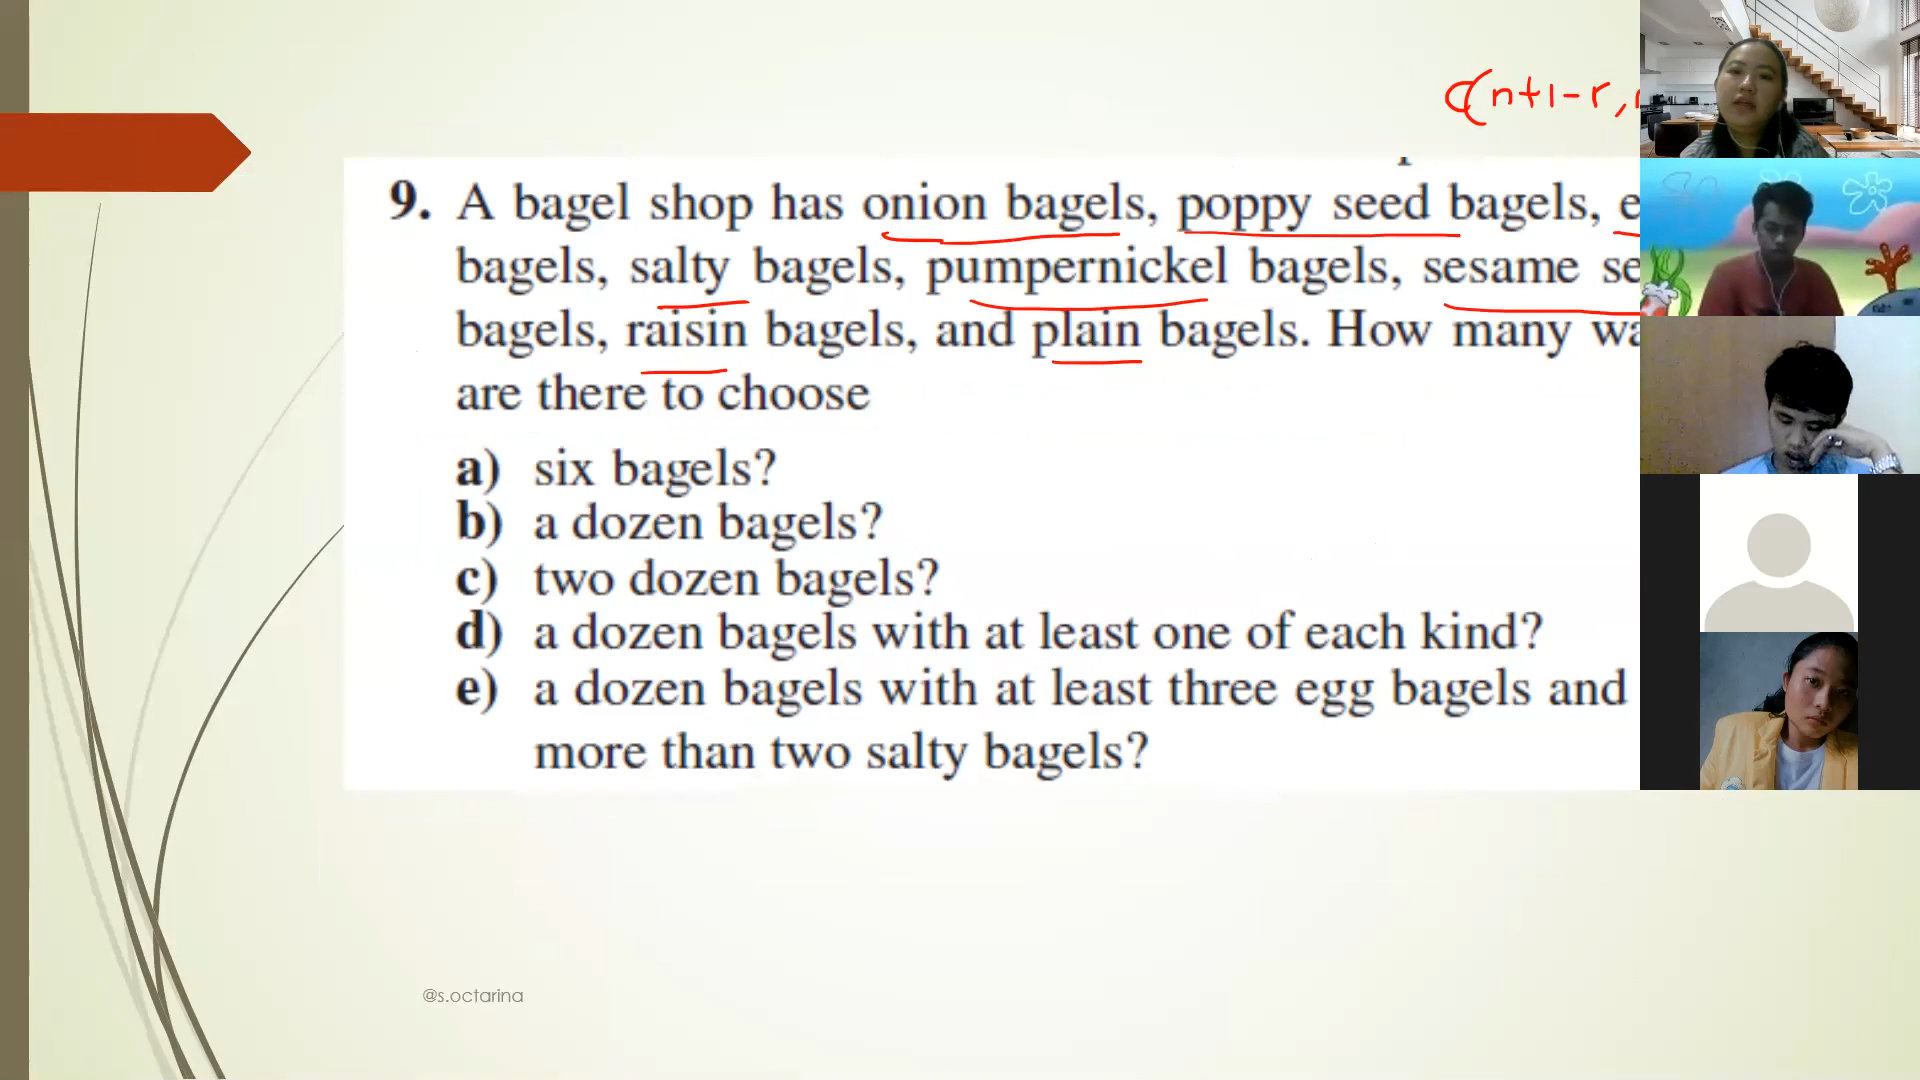 C(n+1-r,
9. A bagel shop has onion bagels, poppy seed bagels,
bagels, salty bagels, pumpernickel bagels, sesame
bagels, raisin bagels, and plain bagels. How many
are there to choose
a) six bagels?
b) a dozen bagels?
c) two dozen bagels?
d) a dozen bagels with at least one of each kind?
e) a dozen bagels with at least three egg bagels and
more than two salty bagels?
@s.octarina